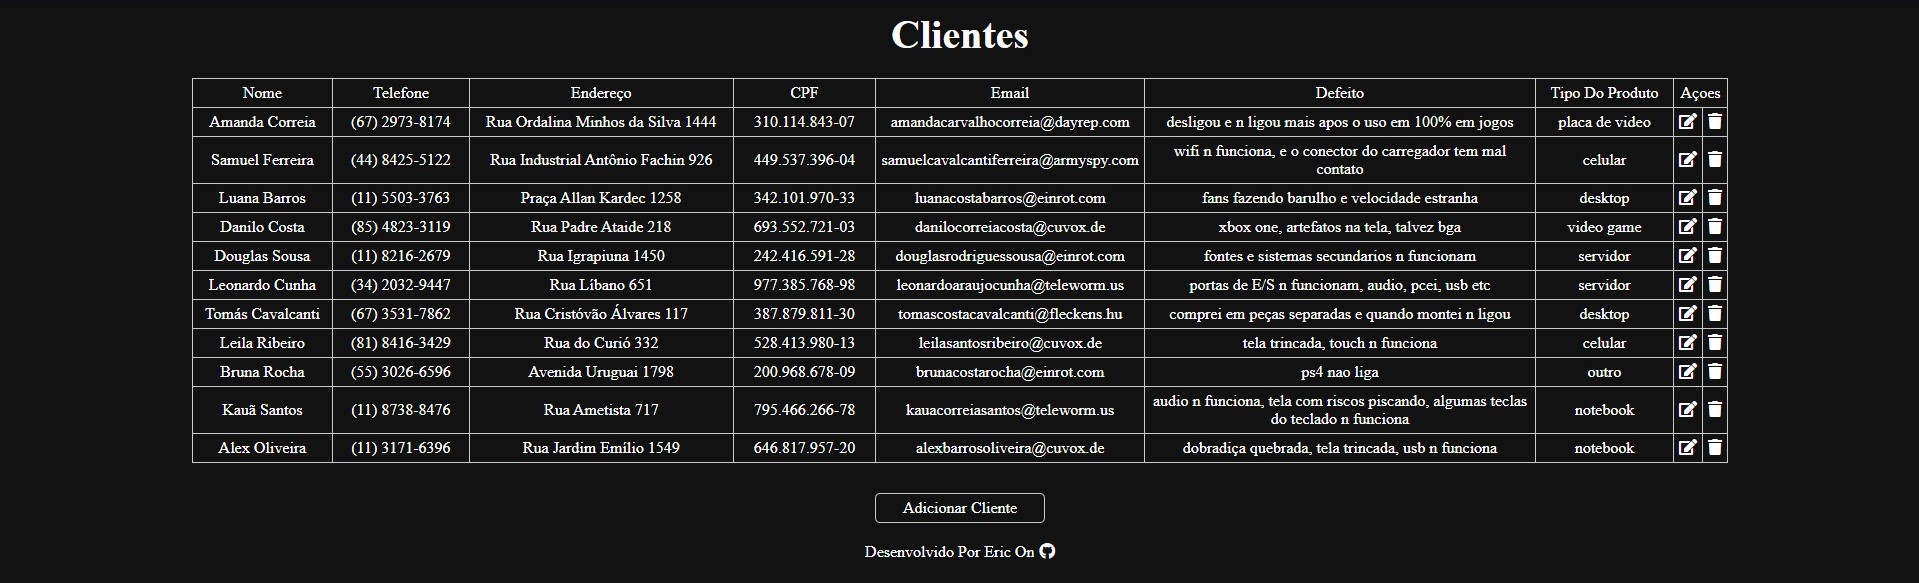 Clientes
Nome Telefone Endereço CPF Email Defeito Tipo Do Produto Açoes
Amanda Correia (67) 2973-8174 Rua Ordalina Minhos da Silva 1444 310.114.843-07 amandacarvalhocorreia@dayrep.com desligou e n ligou mais apos o uso em 100% em jogos placa de video
Samuel Ferreira (44) 8425-5122 Rua Industrial Antônio Fachin 926 449.537.396-04 samuelcavalcantiferreira@armyspy.com wifi n funciona, e o conector do carregador tem mal
contato celular
Luana Barros (11) 5503-3763 Praça Allan Kardec 1258 342.101.970-33 luanacostabarros@einrot.com fans fazendo barulho e velocidade estranha desktop
Danilo Costa (85) 4823-3119 Rua Padre Ataide 218 693.552.721-03 danilocorreiacosta@cuvox.de xbox one, artefatos na tela, talvez bga video game
Douglas Sousa (11) 8216-2679 Rua Igrapiuna 1450 242.416.591-28 douglasrodriguessousa@einrot.com fontes e sistemas secundarios n funcionam servidor
Leonardo Cunha (34) 2032-9447 Rua Líbano 651 977.385.768-98 leonardoaraujocunha@teleworm.us portas de E/S n funcionam, audio, pcei, usb etc servidor
Tomás Cavalcanti (67) 3531-7862 Rua Cristóvão Álvares 117 387.879.811-30 tomascostacavalcanti@fleckens.hu comprei em peças separadas e quando montei n ligou desktop
Leila Ribeiro (81) 8416-3429 Rua do Curió 332 528.413.980-13 leilasantosribeiro@cuvox.de tela trincada, touch n funciona celular
Bruna Rocha (55) 3026-6596 Avenida Uruguai 1798 200.968.678-09 brunacostarocha@einrot.com ps4 nao liga outro
Kauã Santos (11) 8738-8476 Rua Ametista 717 795.466.266-78 kauacorreiasantos@teleworm.us audio n funciona, tela com riscos piscando, algumas teclas
do teclado n funciona notebook
Alex Oliveira (11) 3171-6396 Rua Jardim Emílio 1549 646.817.957-20 alexbarrosoliveira@cuvox.de dobradiça quebrada, tela trincada, usb n funciona notebook
Adicionar Cliente
Desenvolvido Por Eric On